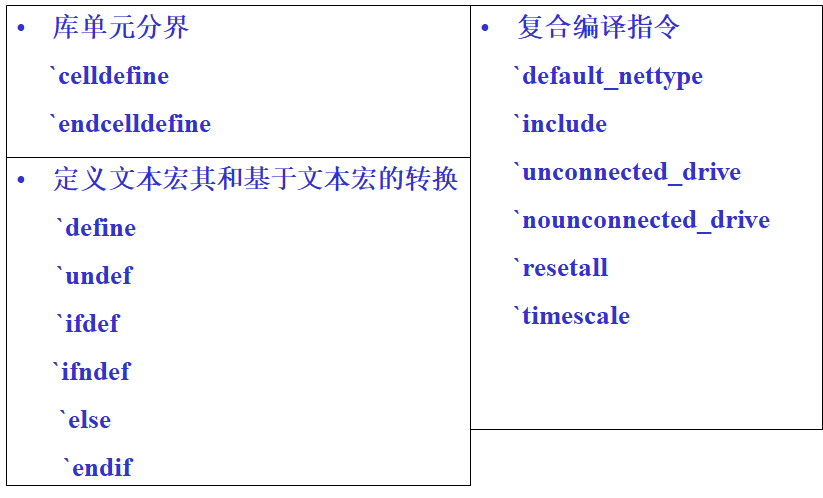 • 库单元分界
`celldefine
`endcelldefine
• 定义文本宏其和基于文本宏的转换
`define
`undef
`ifdef
`ifndef
`else
`endif
• 复合编译指令
`default_nettype
`include
`unconnected_drive
`nounconnected_drive
`resetall
`timescale